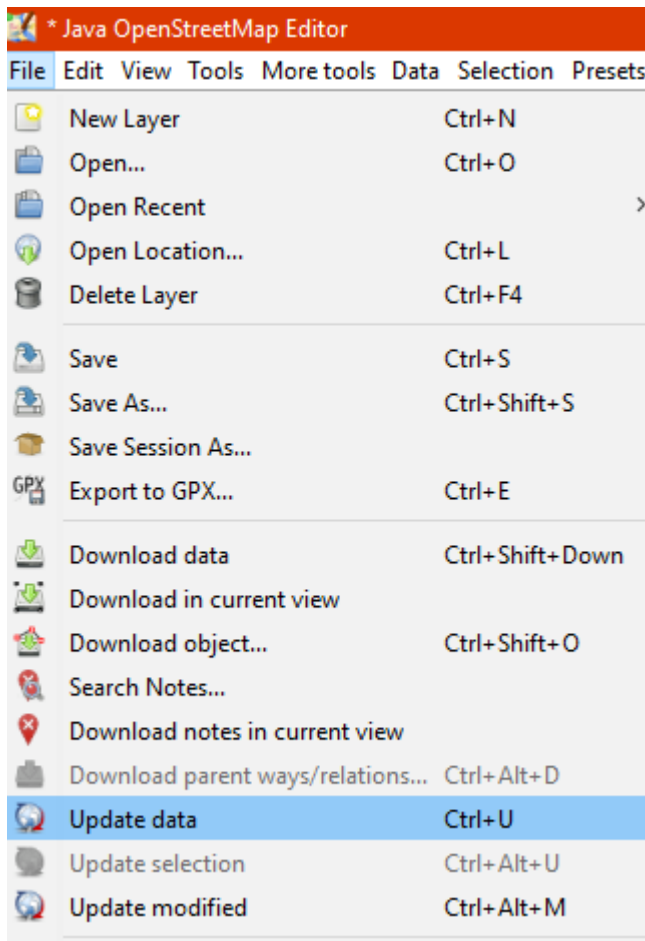 * Java OpenStreetMap Editor
File Edit View Tools More tools Data Selection Presets
New Layer Ctrl+N
Open... Ctrl+O
Open Recent
Open Location... Ctrl+L
Delete Layer Ctrl+F4
Save Ctrl+S
Save As... Ctrl+Shift+S
Save Session As...
GPX Export to GPX... Ctrl+E
Download data Ctrl+Shift+Down
Download in current view
Download object... Ctrl+Shift+O
Search Notes...
Download notes in current view
Download parent ways/relations... Ctrl+Alt+D
Update data Ctrl+U
Update selection Ctrl+Alt+U
Update modified Ctrl+Alt+M